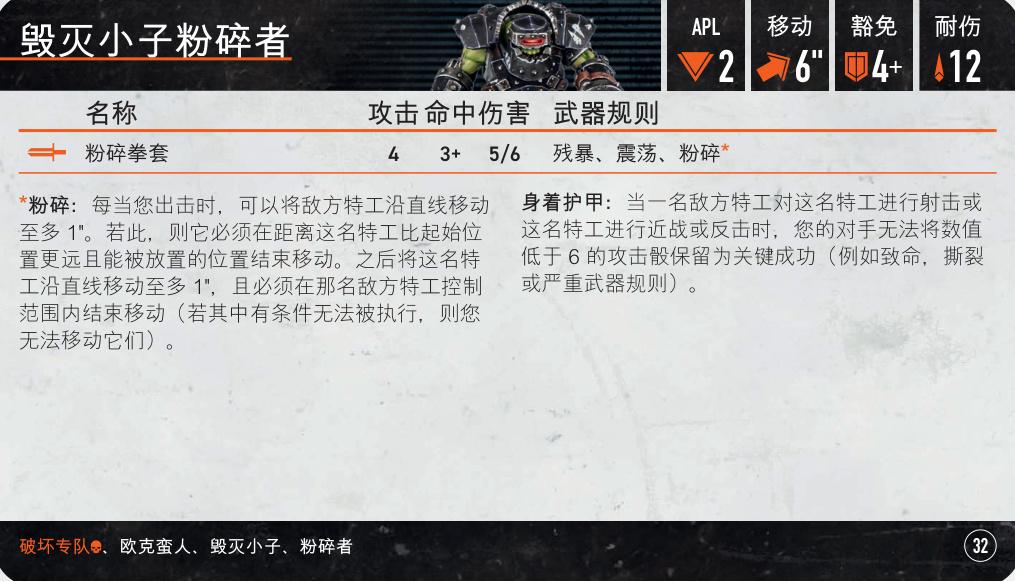 毁灭小子粉碎者
APL 移动 豁免 耐伤
2 6" 4+ 12
名称 攻击 命中 伤害 武器规则
粉碎拳套 4 3+ 5/6 残暴、震荡、粉碎*
*粉碎：每当您出击时，可以将敌方特工沿直线移动
至多 1"。若此，则它必须在距离这名特工比起始位
置更远且能被放置的位置结束移动。之后将这名特
工沿直线移动至多 1"，且必须在那名敌方特工控制
范围内结束移动（若其中有条件无法被执行，则您
无法移动它们）。
身着护甲：当一名敌方特工对这名特工进行射击或
这名特工进行近战或反击时，您的对手无法将数值
低于 6 的攻击骰保留为关键成功（例如致命，撕裂
或严重武器规则）。
破坏专队、欧克蛮人、毁灭小子、粉碎者
32